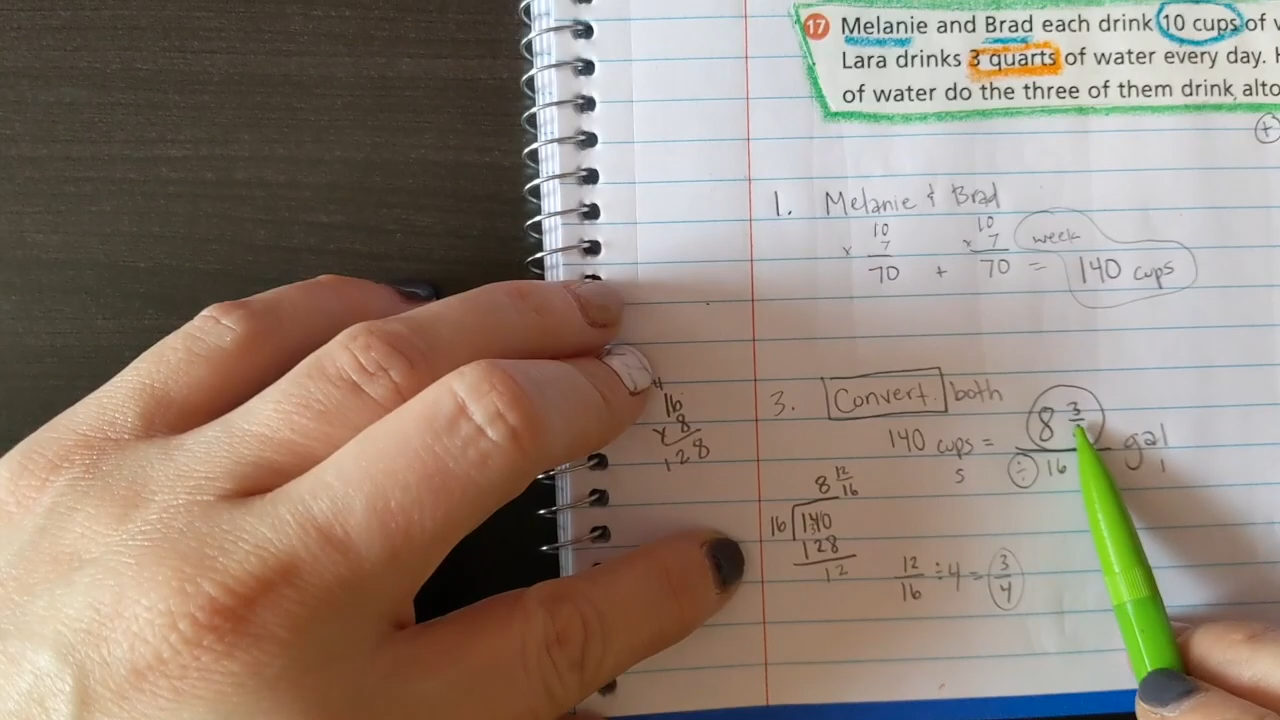 17 Melanie and Brad each drink 10 cups of
Lara drinks 3 quarts of water every day.
of water do the three of them drink, alto
+
1. Melanie & Brad
10 10
× 7 × 7 week
70 + 70 = 140 cups
3. Convert both
4
16
× 8
128
8 3
140 cups = gal
s ÷ 16 1
8 12/16
16 140
128
12
12/16 ÷ 4 = 3/4